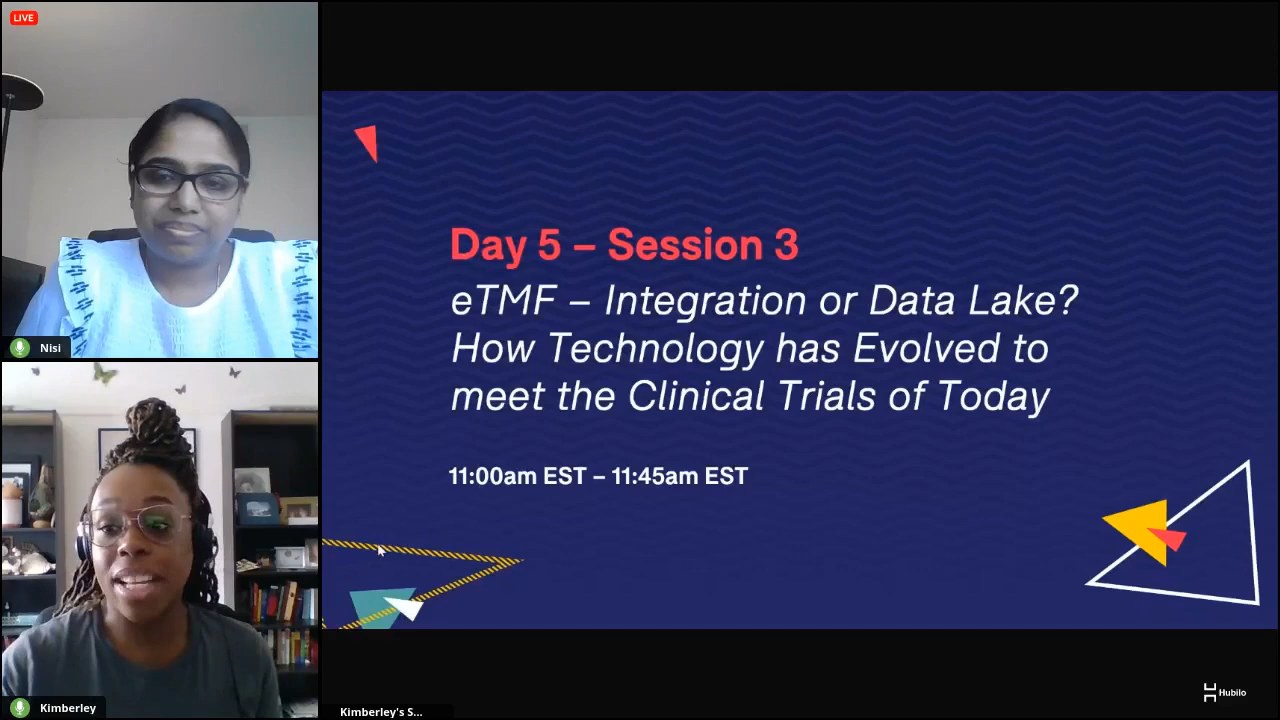 LIVE
Nisi
Kimberley
Day 5 – Session 3
eTMF – Integration or Data Lake?
How Technology has Evolved to
meet the Clinical Trials of Today
11:00am EST – 11:45am EST
Kimberley's S...
Hubilo